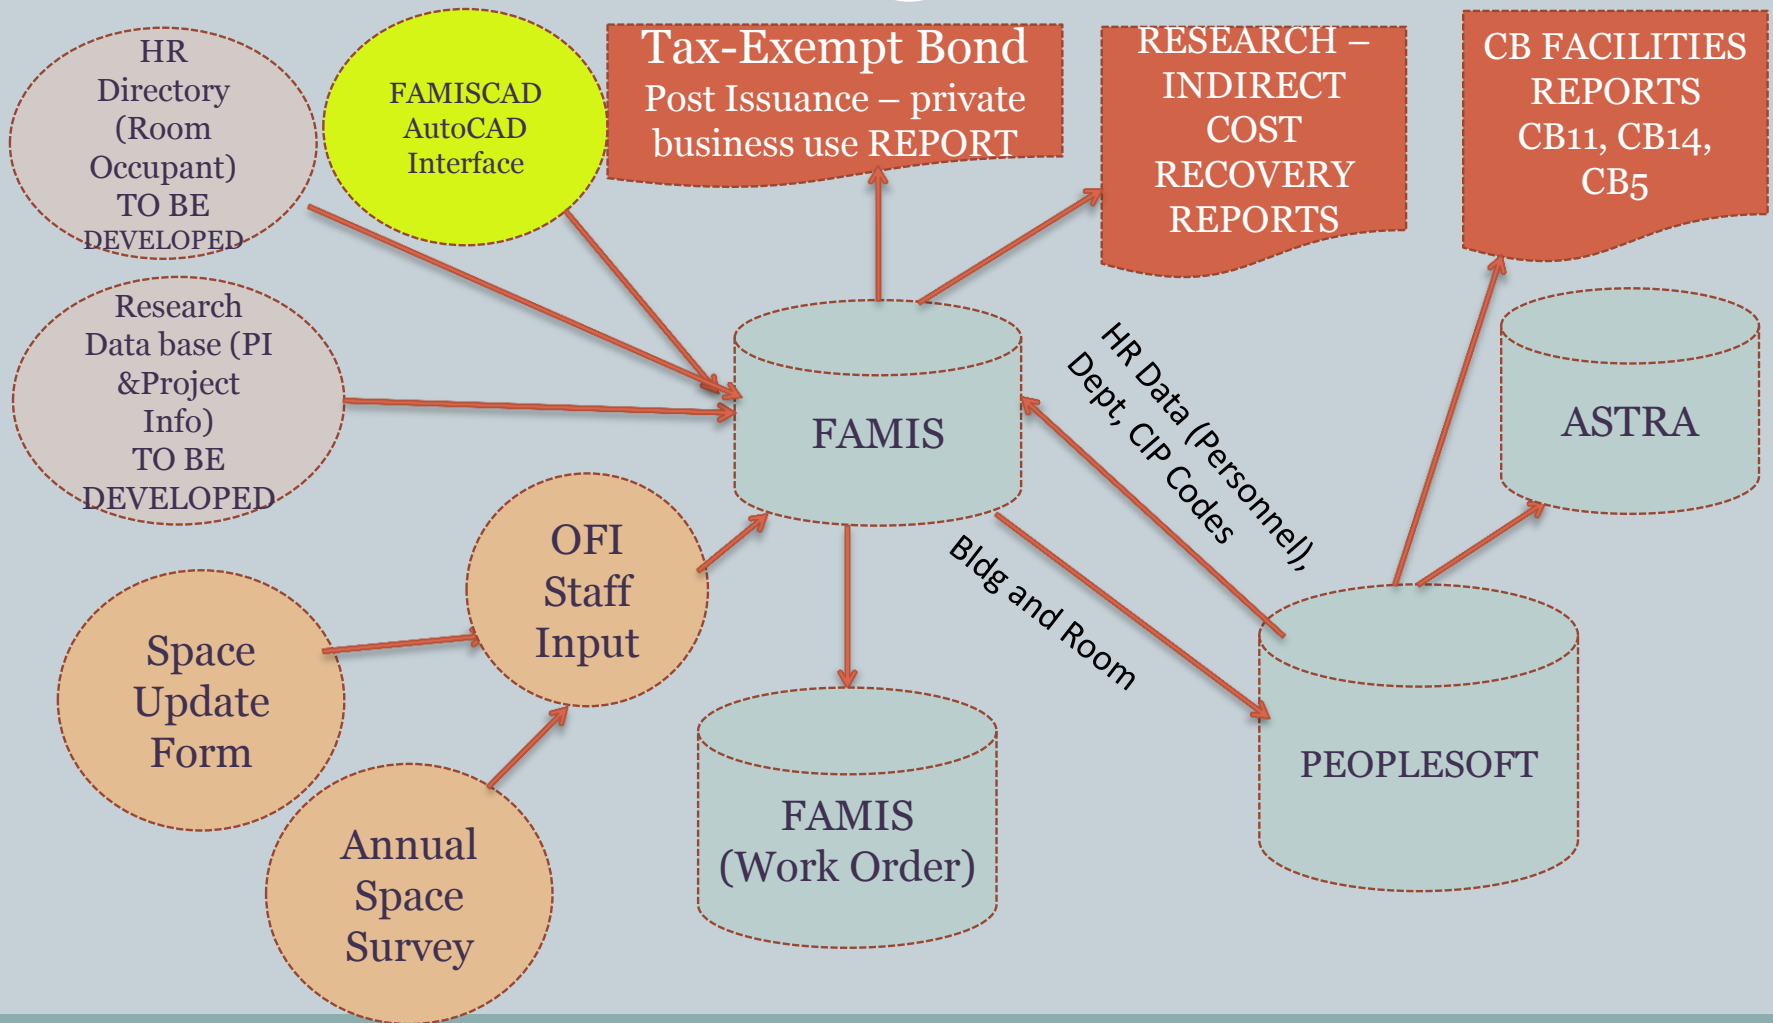 HR
Directory
(Room
Occupant)
TO BE
DEVELOPED
FAMISCAD
AutoCAD
Interface
Tax-Exempt Bond
Post Issuance – private
business use REPORT
RESEARCH –
INDIRECT
COST
RECOVERY
REPORTS
CB FACILITIES
REPORTS
CB11, CB14,
CB5
Research
Data base (PI
&Project
Info)
TO BE
DEVELOPED
FAMIS
HR Data (Personnel),
Dept, CIP Codes
ASTRA
OFI
Staff
Input
Bldg and Room
Space
Update
Form
PEOPLESOFT
FAMIS
(Work Order)
Annual
Space
Survey